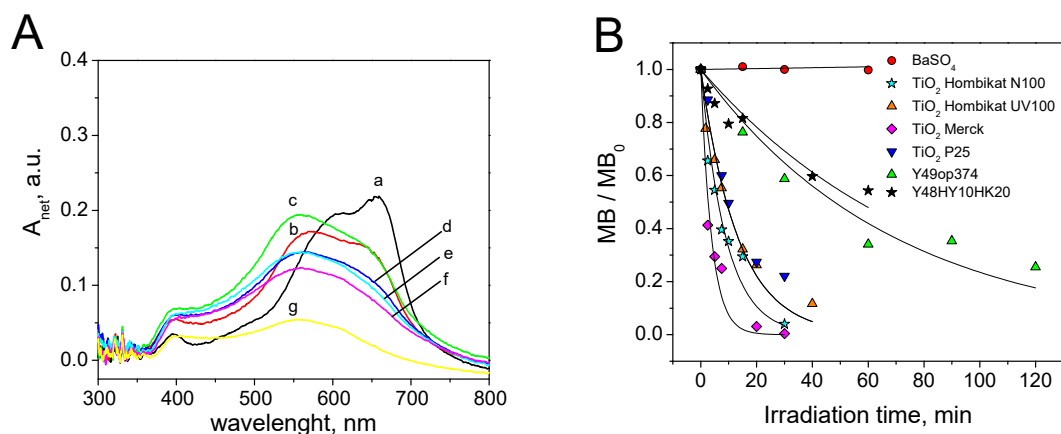 A
B
0.4
0.3
0.2
0.1
0.0
A_net, a.u.
a
b
c
d
e
f
g
300 400 500 600 700 800
wavelenght, nm
1.0
0.8
0.6
0.4
0.2
0.0
MB / MB_0
BaSO_4
TiO_2 Hombikat N100
TiO_2 Hombikat UV100
TiO_2 Merck
TiO_2 P25
Y49op374
Y48HY10HK20
0 20 40 60 80 100 120
Irradiation time, min